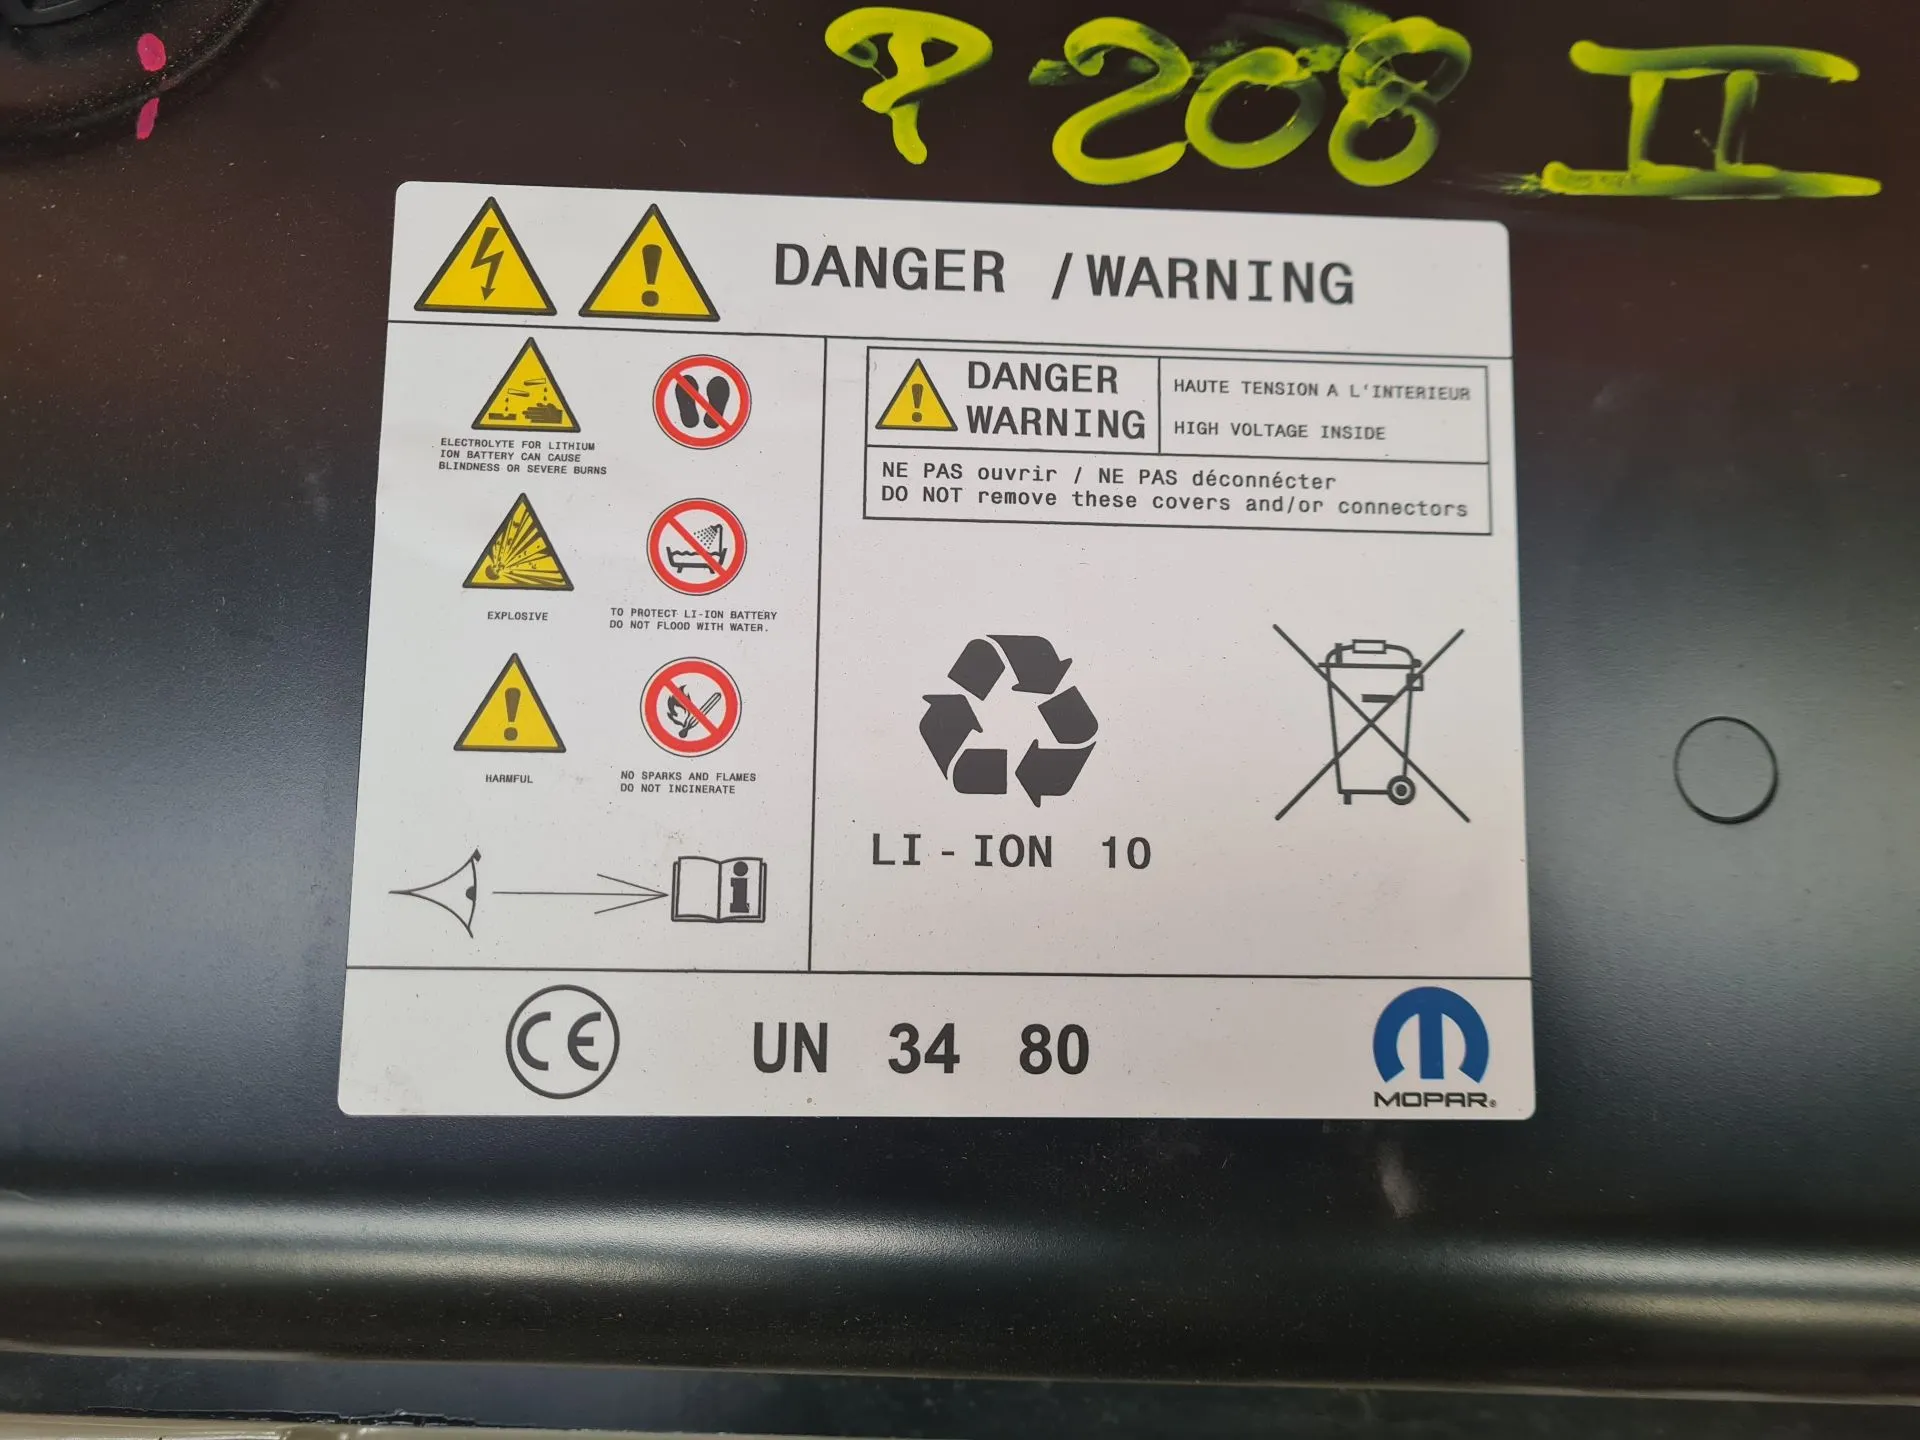 P 208 II
DANGER / WARNING
ELECTROLYTE FOR LITHIUM
ION BATTERY CAN CAUSE
BLINDNESS OR SEVERE BURNS
EXPLOSIVE
TO PROTECT LI-ION BATTERY
DO NOT FLOOD WITH WATER.
HARMFUL
NO SPARKS AND FLAMES
DO NOT INCINERATE
DANGER
WARNING
HAUTE TENSION A L'INTERIEUR
HIGH VOLTAGE INSIDE
NE PAS ouvrir / NE PAS déconnécter
DO NOT remove these covers and/or connectors
LI - ION 10
CE
UN 34 80
MOPAR®